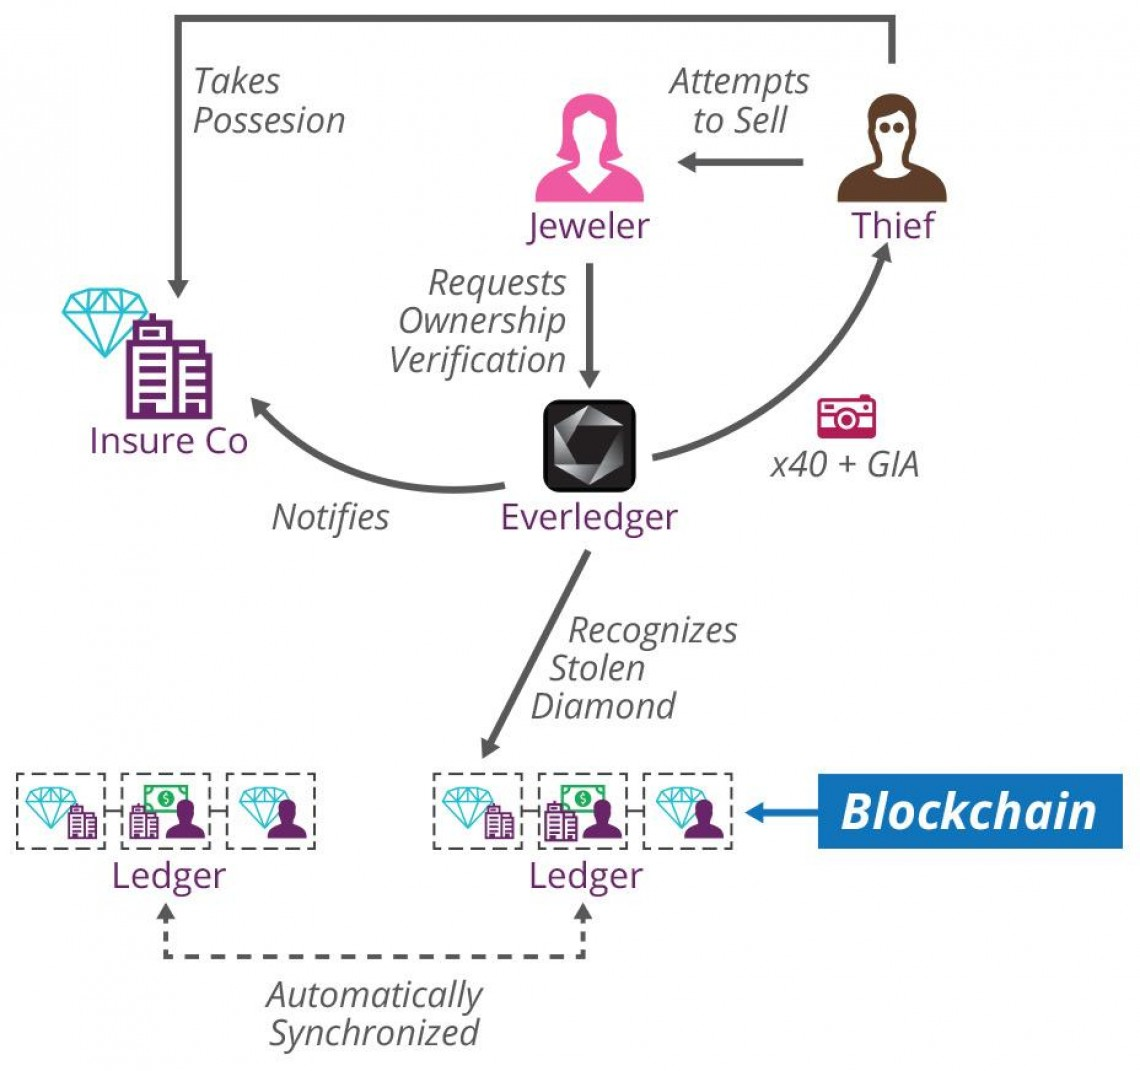 Takes
Possesion
Attempts
to Sell
Jeweler
Thief
Requests
Ownership
Verification
Insure Co
x40 + GIA
Notifies
Everledger
Recognizes
Stolen
Diamond
$
$
Blockchain
Ledger
Ledger
Automatically
Synchronized